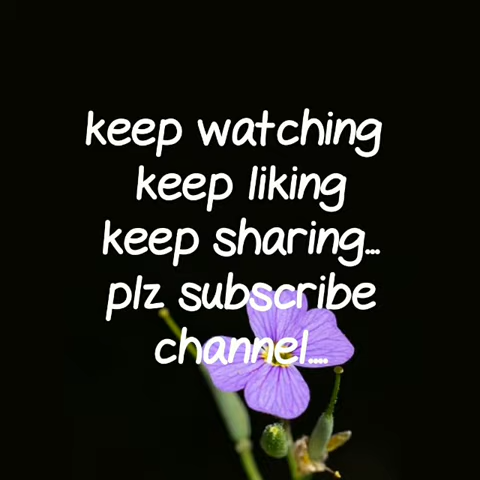 keep watching
keep liking
keep sharing...
plz subscribe
channel....